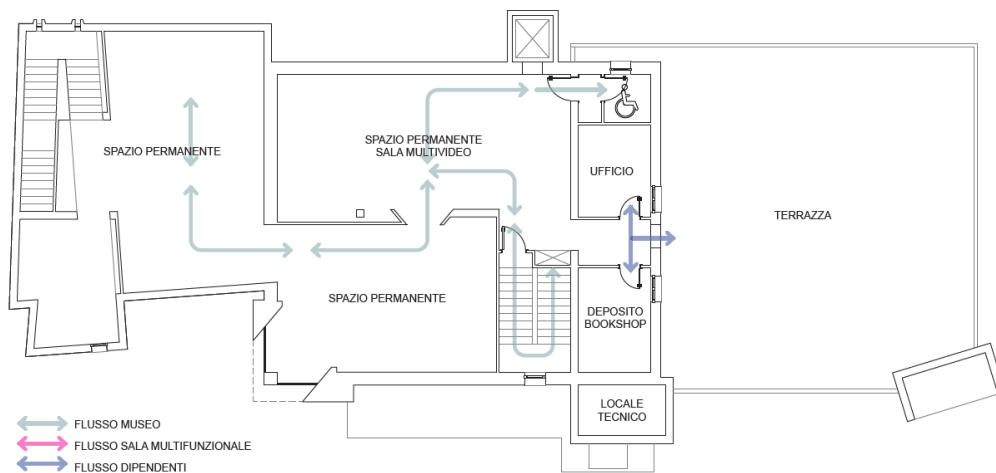 SPAZIO PERMANENTE
SPAZIO PERMANENTE
SALA MULTIVIDEO
UFFICIO
TERRAZZA
SPAZIO PERMANENTE
DEPOSITO
BOOKSHOP
LOCALE
TECNICO
FLUSSO MUSEO
FLUSSO SALA MULTIFUNZIONALE
FLUSSO DIPENDENTI